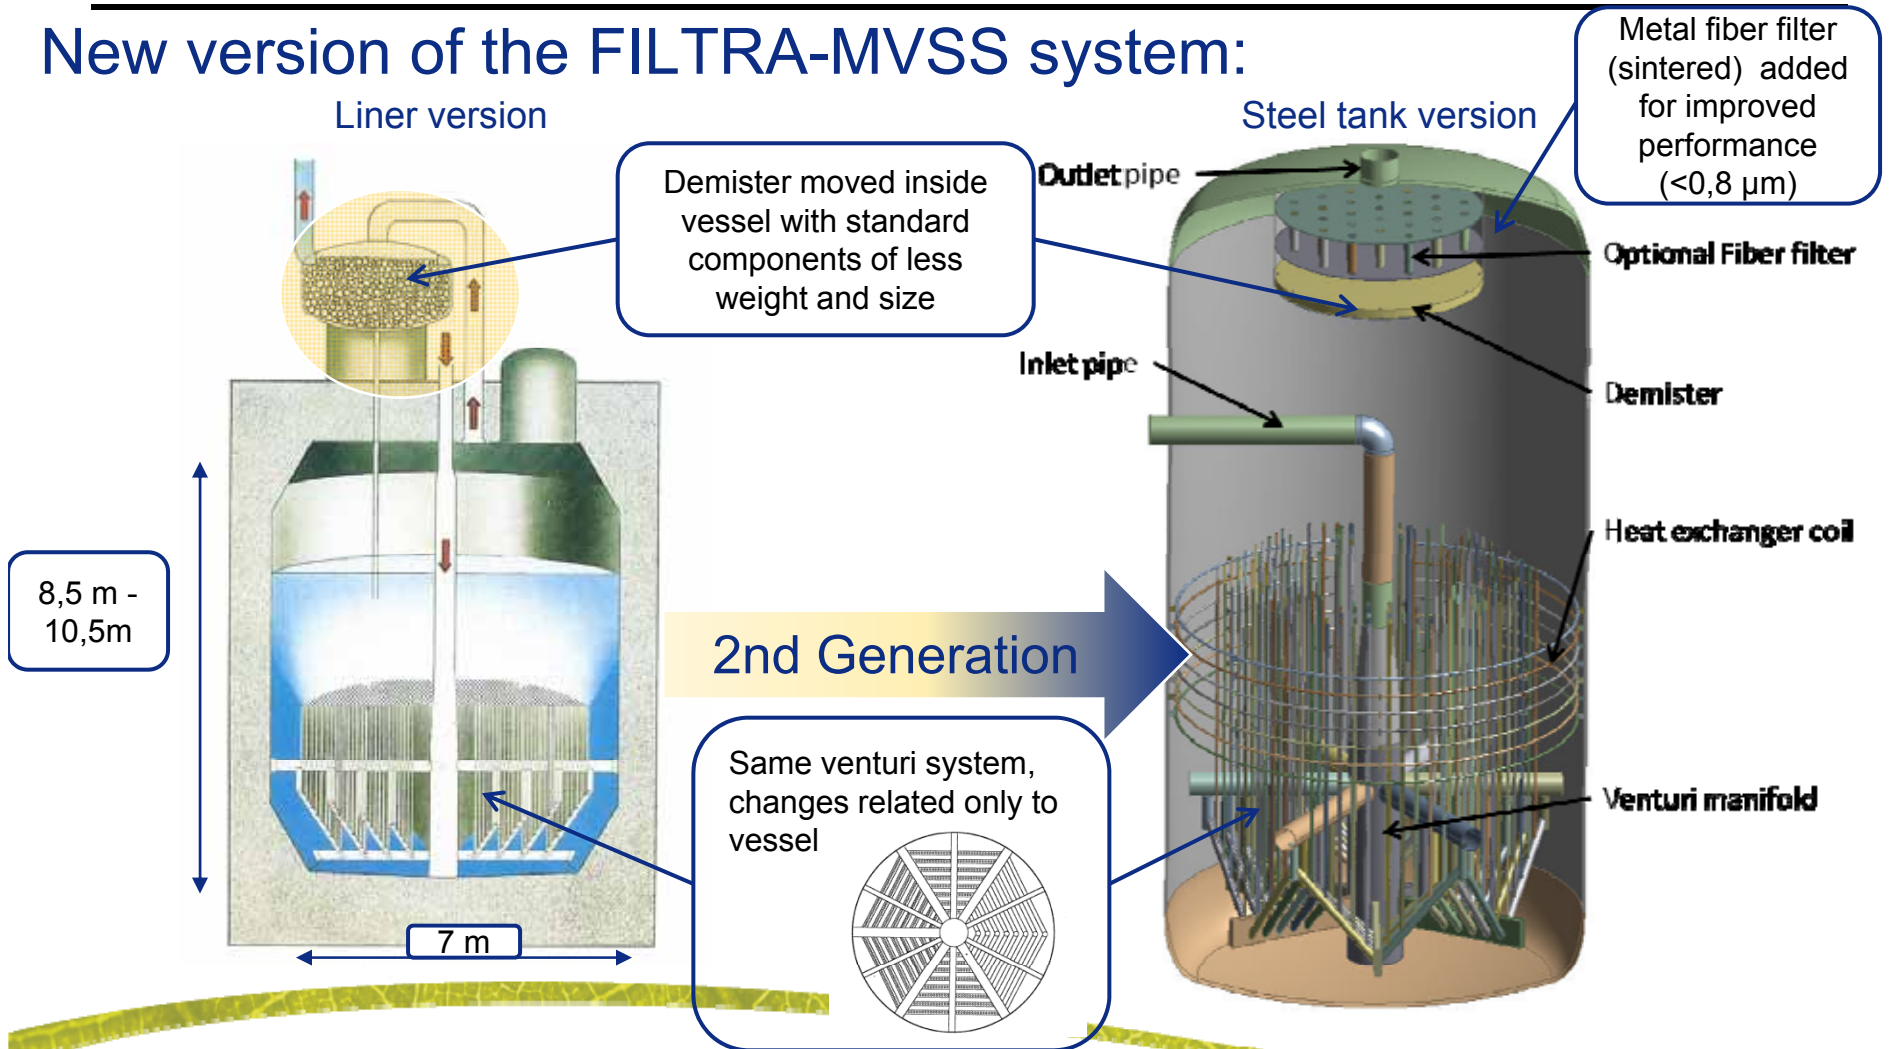 New version of the FILTRA-MVSS system:
Metal fiber filter
(sintered) added
for improved
performance
(<0,8 µm)
Liner version
Steel tank version
Demister moved inside
vessel with standard
components of less
weight and size
Outlet pipe
Optional Fiber filter
Inlet pipe
Demister
Heat exchanger coil
8,5 m -
10,5m
2nd Generation
Same venturi system,
changes related only to
vessel
Venturi manifold
7 m